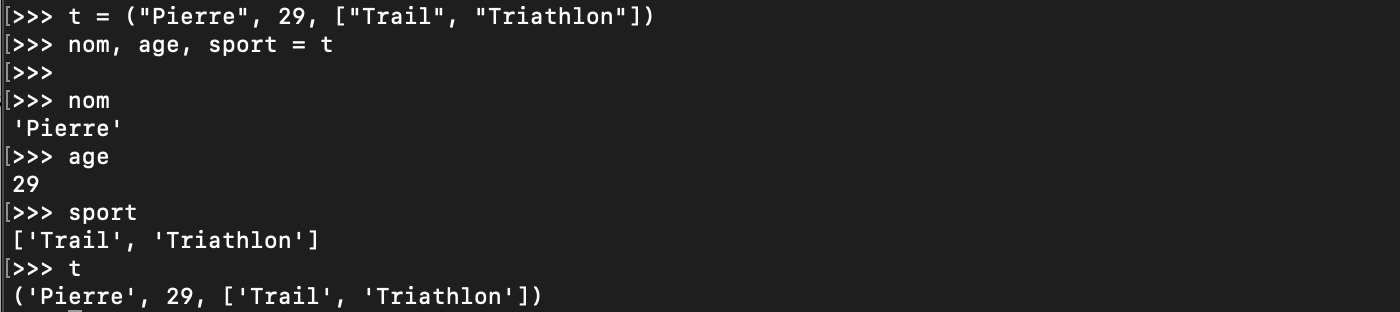 [>>> t = ("Pierre", 29, ["Trail", "Triathlon"])
[>>> nom, age, sport = t
[>>>
[>>> nom
'Pierre'
[>>> age
29
[>>> sport
['Trail', 'Triathlon']
[>>> t
('Pierre', 29, ['Trail', 'Triathlon'])